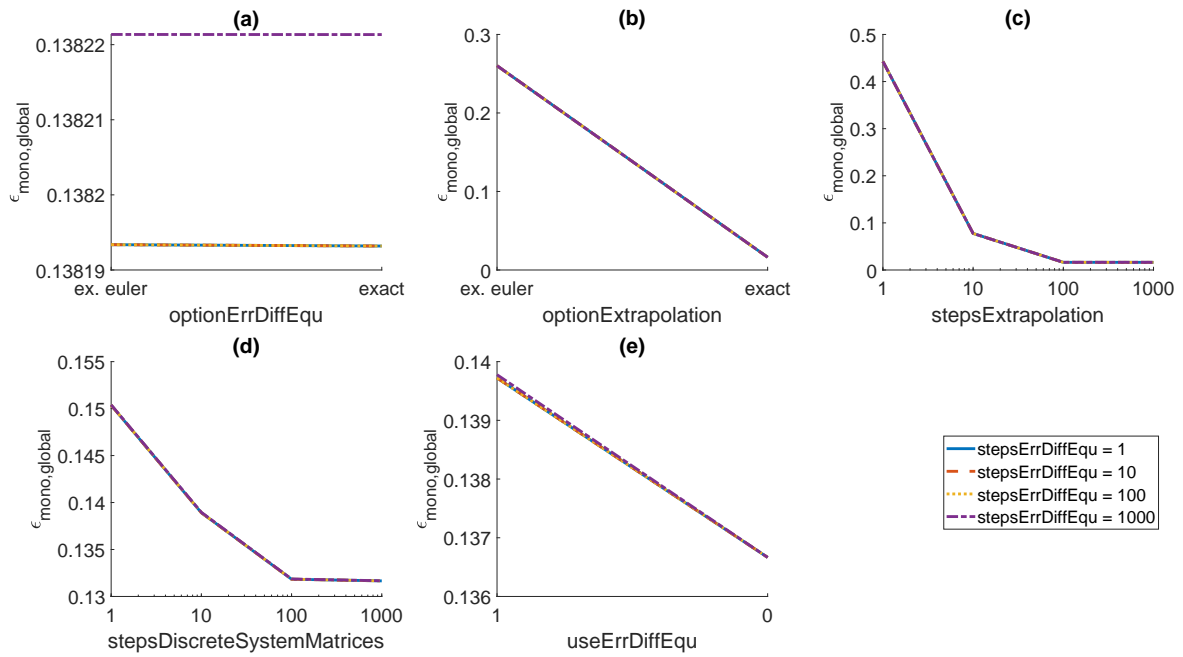 (a)
0.13822
0.13821
0.1382
0.13819
ϵmono,global
ex. euler
exact
optionErrDiffEqu
(b)
0.3
0.2
0.1
0
ϵmono,global
ex. euler
exact
optionExtrapolation
(c)
0.5
0.4
0.3
0.2
0.1
0
ϵmono,global
1
10
100
1000
stepsExtrapolation
(d)
0.155
0.15
0.145
0.14
0.135
0.13
ϵmono,global
1
10
100
1000
stepsDiscreteSystemMatrices
(e)
0.14
0.139
0.138
0.137
0.136
ϵmono,global
1
0
useErrDiffEqu
stepsErrDiffEqu = 1
stepsErrDiffEqu = 10
stepsErrDiffEqu = 100
stepsErrDiffEqu = 1000